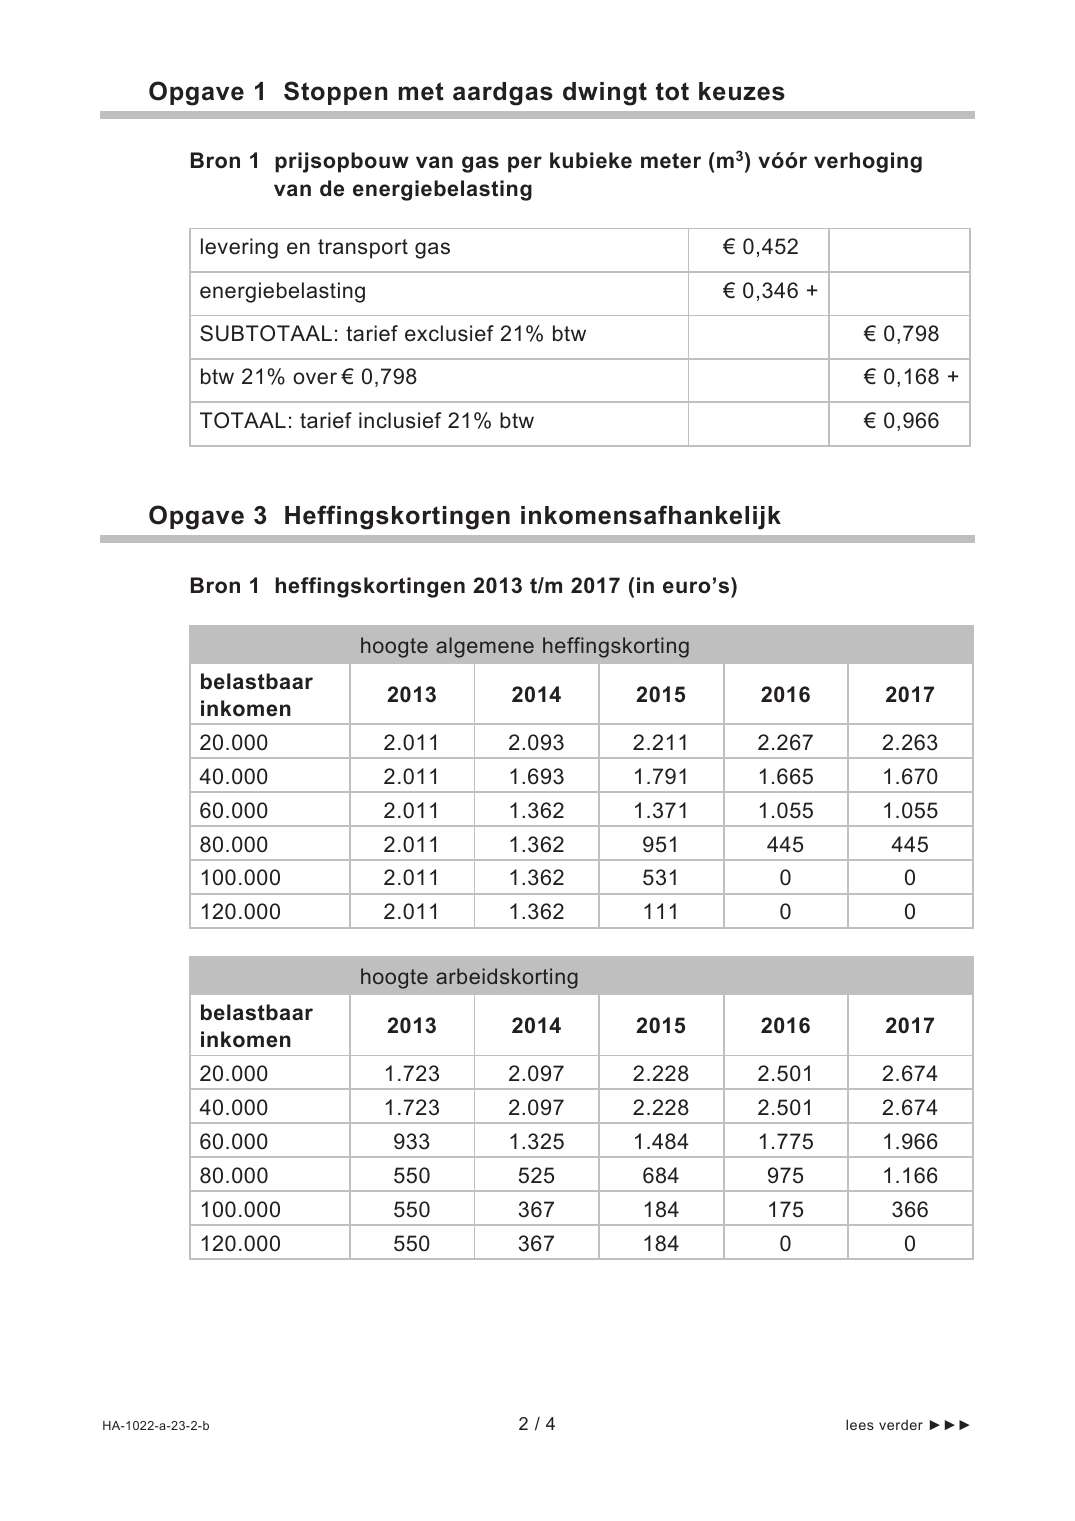 Opgave 1 Stoppen met aardgas dwingt tot keuzes
Bron 1 prijsopbouw van gas per kubieke meter (m³) vóór verhoging
van de energiebelasting
levering en transport gas € 0,452
energiebelasting € 0,346 +
SUBTOTAAL: tarief exclusief 21% btw € 0,798
btw 21% over € 0,798 € 0,168 +
TOTAAL: tarief inclusief 21% btw € 0,966
Opgave 3 Heffingskortingen inkomensafhankelijk
Bron 1 heffingskortingen 2013 t/m 2017 (in euro’s)
hoogte algemene heffingskorting
belastbaar
inkomen 2013 2014 2015 2016 2017
20.000 2.011 2.093 2.211 2.267 2.263
40.000 2.011 1.693 1.791 1.665 1.670
60.000 2.011 1.362 1.371 1.055 1.055
80.000 2.011 1.362 951 445 445
100.000 2.011 1.362 531 0 0
120.000 2.011 1.362 111 0 0
hoogte arbeidskorting
belastbaar
inkomen 2013 2014 2015 2016 2017
20.000 1.723 2.097 2.228 2.501 2.674
40.000 1.723 2.097 2.228 2.501 2.674
60.000 933 1.325 1.484 1.775 1.966
80.000 550 525 684 975 1.166
100.000 550 367 184 175 366
120.000 550 367 184 0 0
HA-1022-a-23-2-b 2 / 4 lees verder ►►►